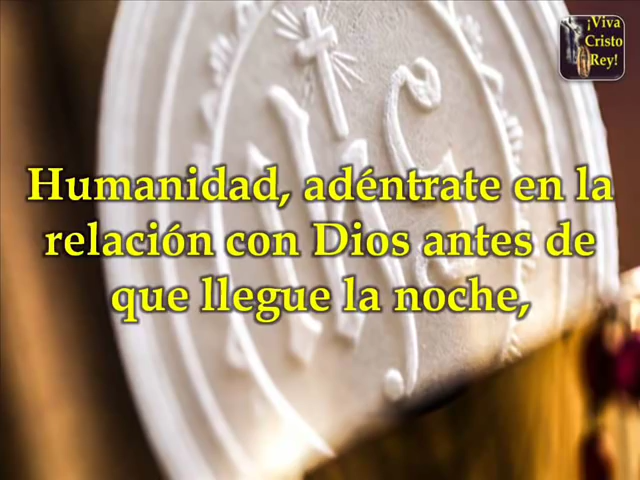 ¡Viva
Cristo
Rey!
Humanidad, adéntrate en la
relación con Dios antes de
que llegue la noche,